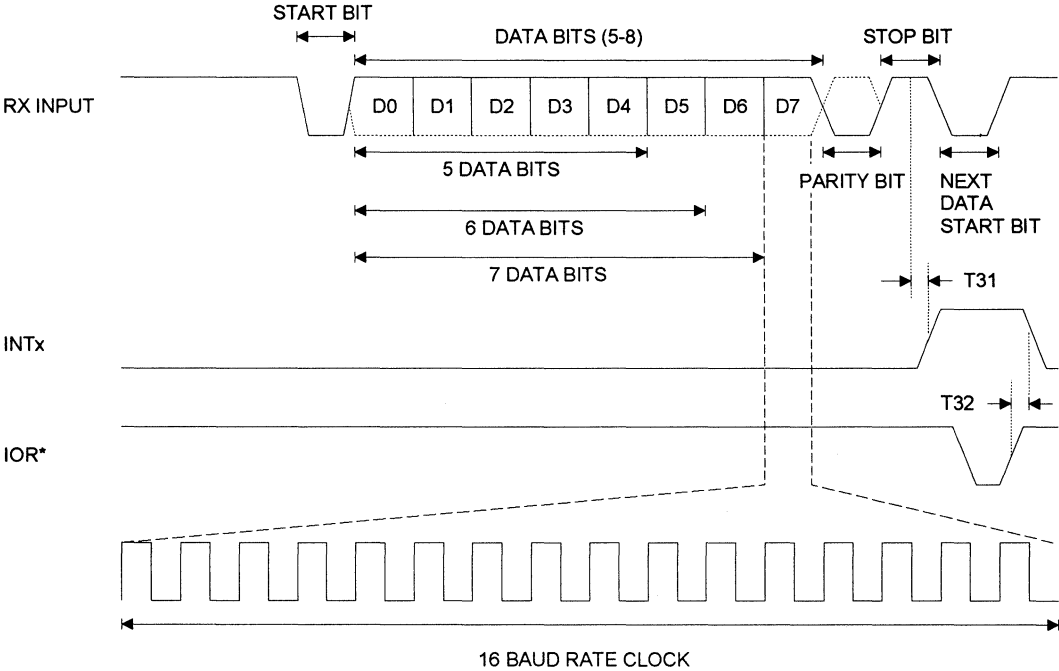 START BIT
DATA BITS (5-8)
STOP BIT
RX INPUT
D0 D1 D2 D3 D4 D5 D6 D7
5 DATA BITS
PARITY BIT
NEXT
DATA
START BIT
6 DATA BITS
7 DATA BITS
T31
INTx
T32
IOR*
16 BAUD RATE CLOCK